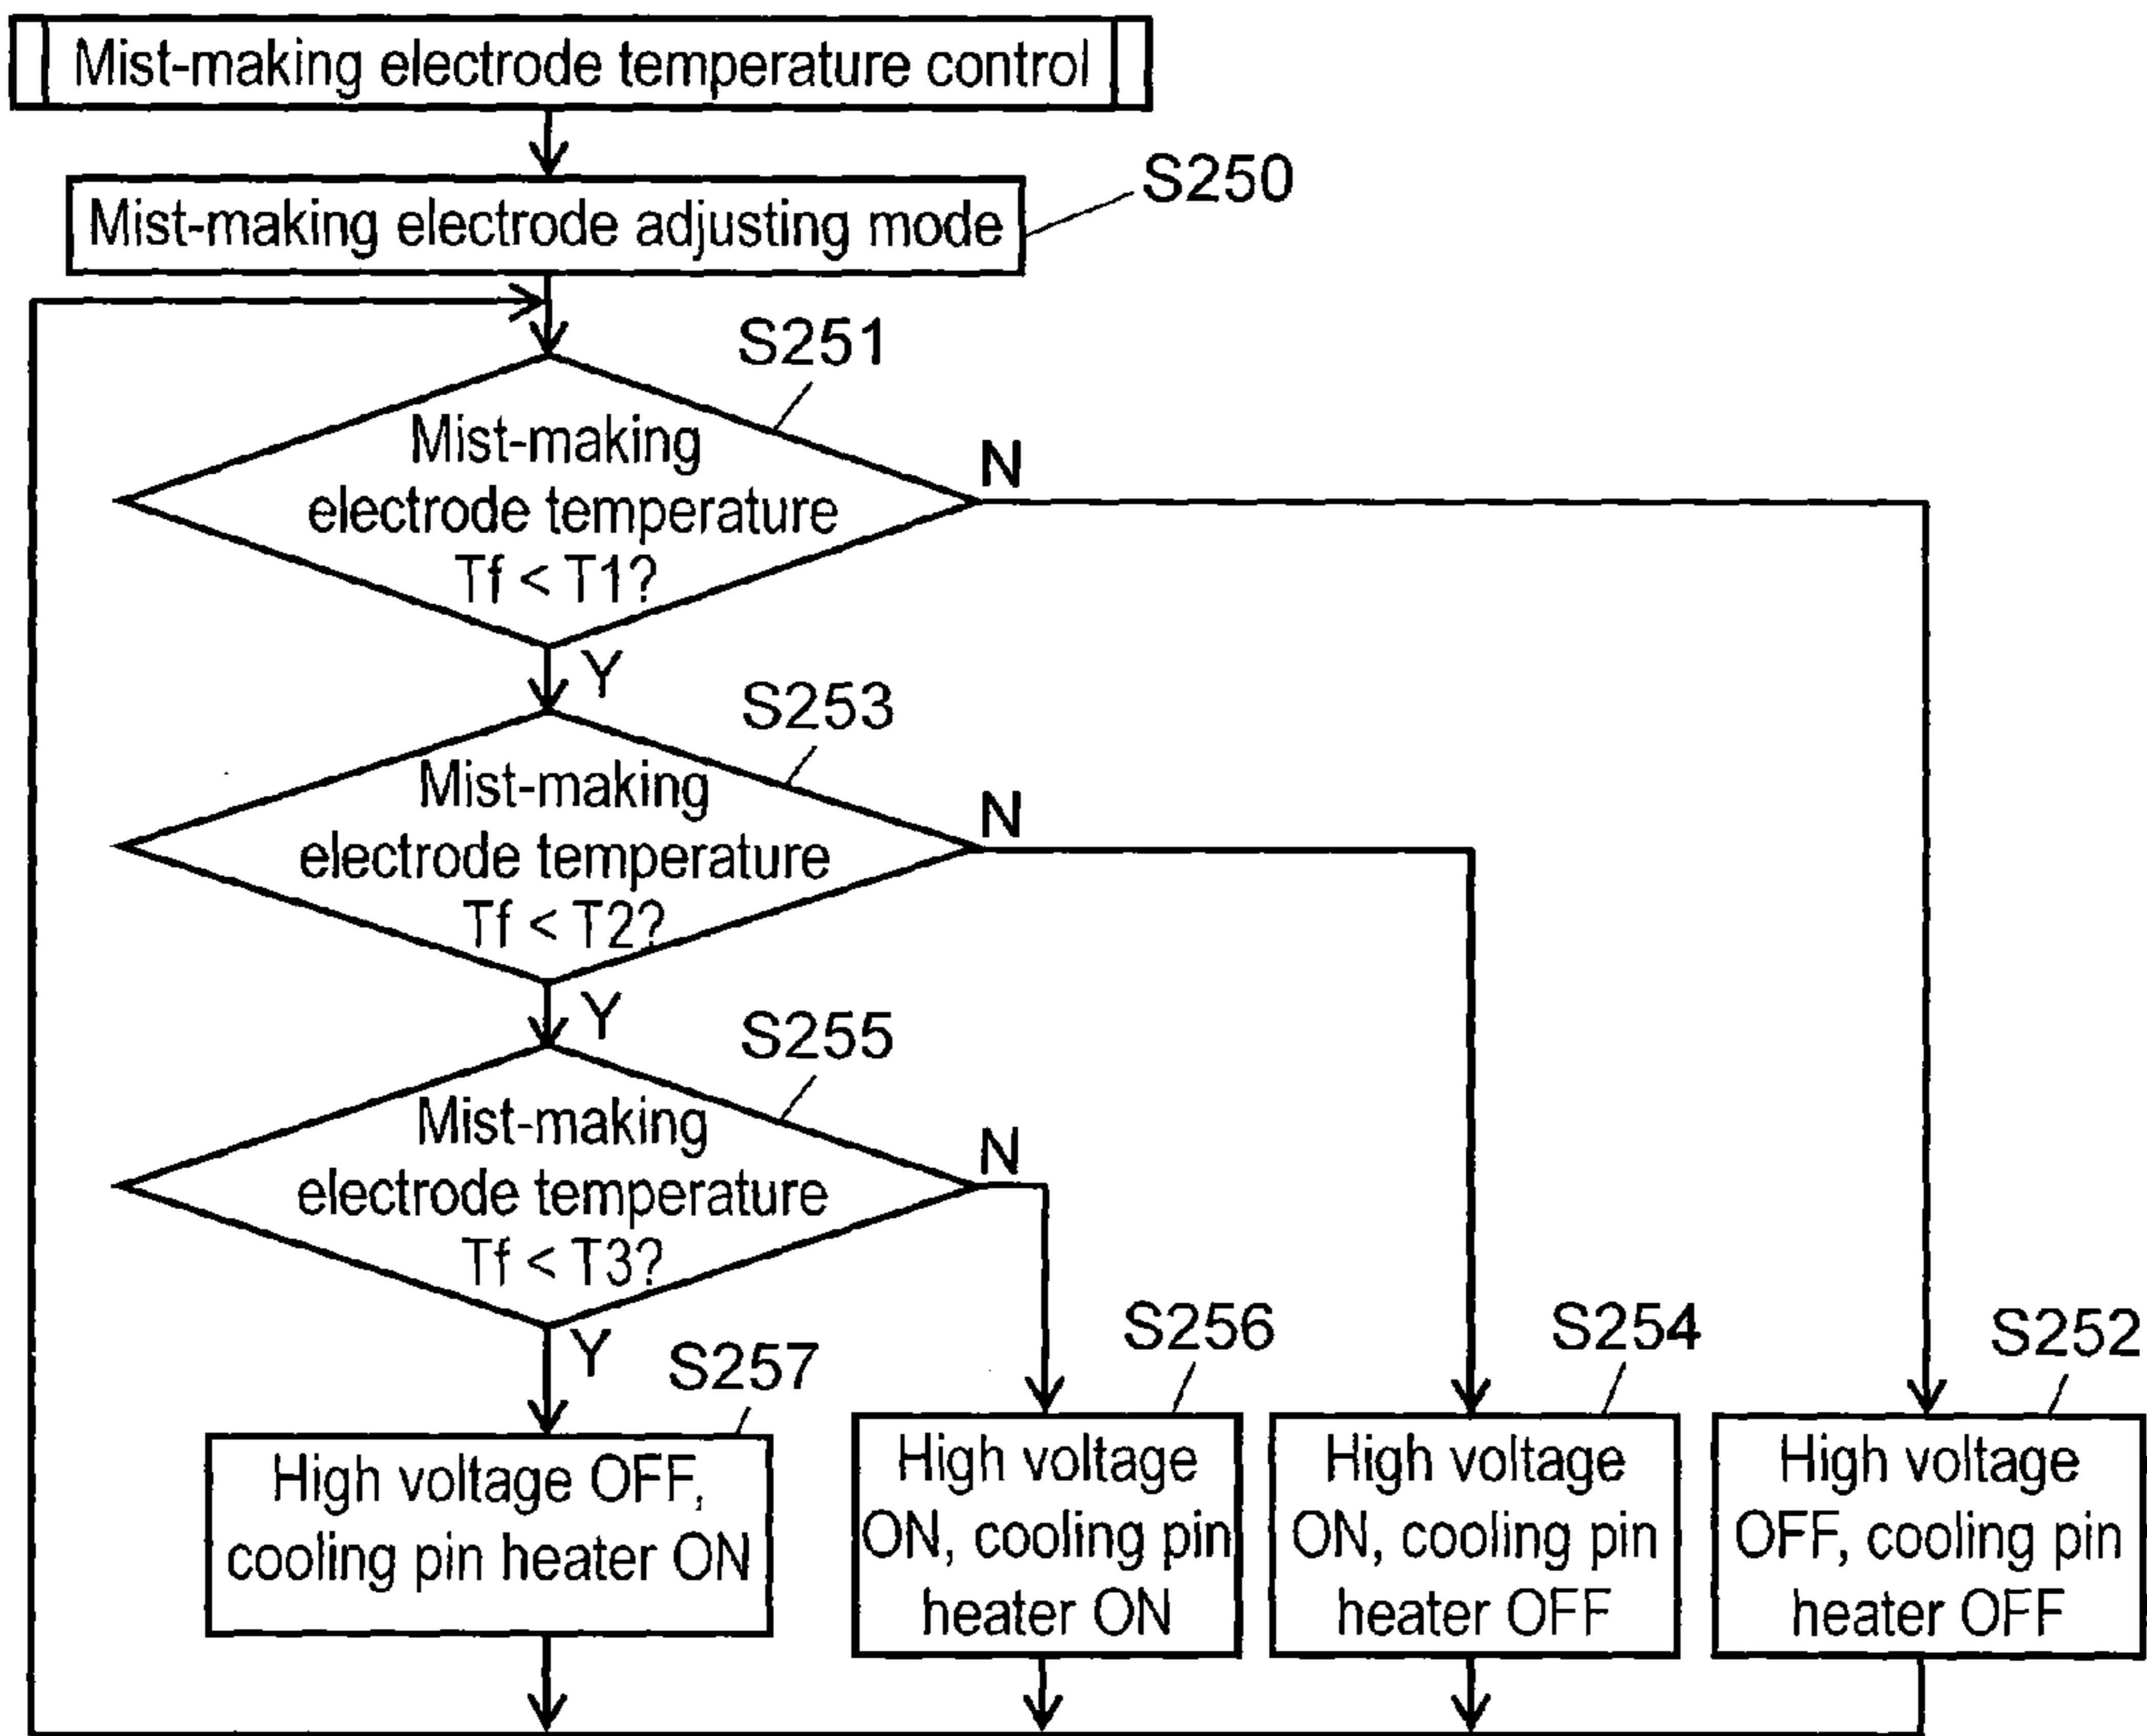 Mist-making electrode temperature control
S250
Mist-making electrode adjusting mode
S251
Mist-making
electrode temperature
Tf < T1?
N
Y
S253
Mist-making
electrode temperature
Tf < T2?
N
Y
S255
Mist-making
electrode temperature
Tf < T3?
N
Y
S257
High voltage OFF,
cooling pin heater ON
S256
High voltage
ON, cooling pin
heater ON
S254
High voltage
ON, cooling pin
heater OFF
S252
High voltage
OFF, cooling pin
heater OFF